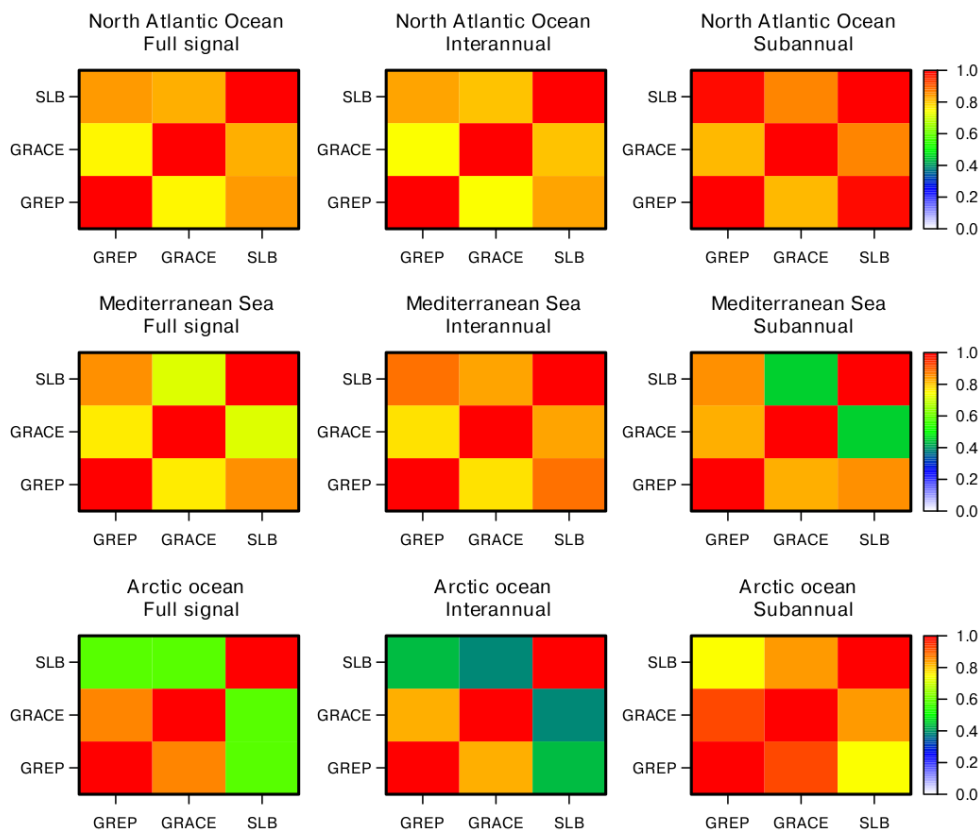 North Atlantic Ocean
Full signal
North Atlantic Ocean
Interannual
North Atlantic Ocean
Subannual
SLB
GRACE
GREP
GREP GRACE SLB
SLB
GRACE
GREP
GREP GRACE SLB
SLB
GRACE
GREP
GREP GRACE SLB
1.0
0.8
0.6
0.4
0.2
0.0
Mediterranean Sea
Full signal
Mediterranean Sea
Interannual
Mediterranean Sea
Subannual
SLB
GRACE
GREP
GREP GRACE SLB
SLB
GRACE
GREP
GREP GRACE SLB
SLB
GRACE
GREP
GREP GRACE SLB
1.0
0.8
0.6
0.4
0.2
0.0
Arctic ocean
Full signal
Arctic ocean
Interannual
Arctic ocean
Subannual
SLB
GRACE
GREP
GREP GRACE SLB
SLB
GRACE
GREP
GREP GRACE SLB
SLB
GRACE
GREP
GREP GRACE SLB
1.0
0.8
0.6
0.4
0.2
0.0